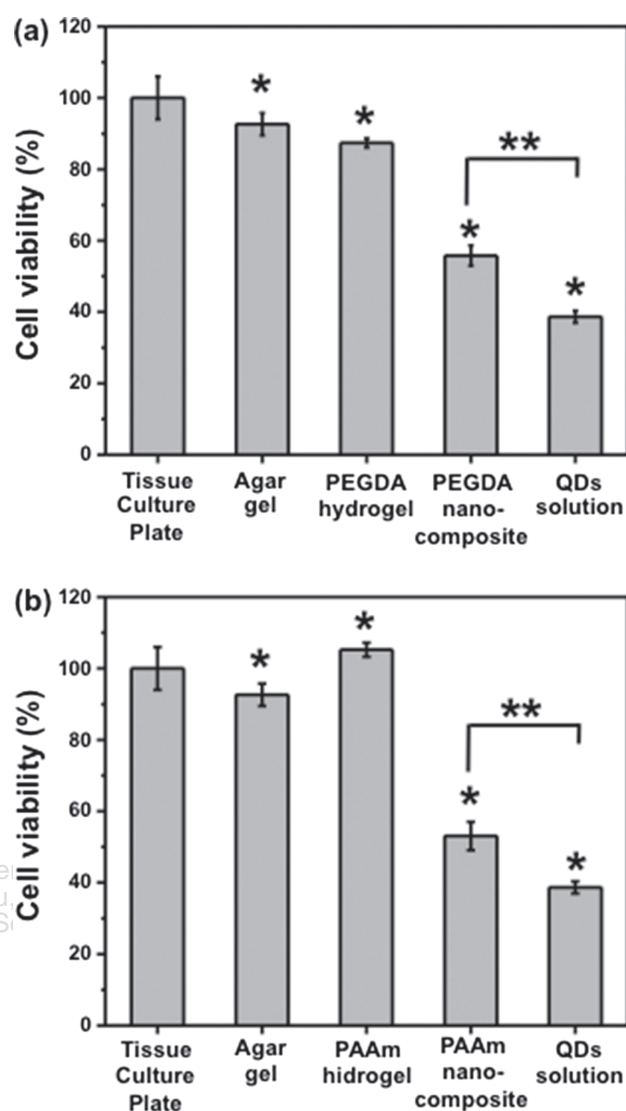 (a)
120
100
80
60
40
20
0
Cell viability (%)
*
*
*
*
**
Tissue Culture Plate
Agar gel
PEGDA hydrogel
PEGDA nano-composite
QDs solution
(b)
120
100
80
60
40
20
0
Cell viability (%)
*
*
*
*
**
Tissue Culture Plate
Agar gel
PAAm hidrogel
PAAm nano-composite
QDs solution